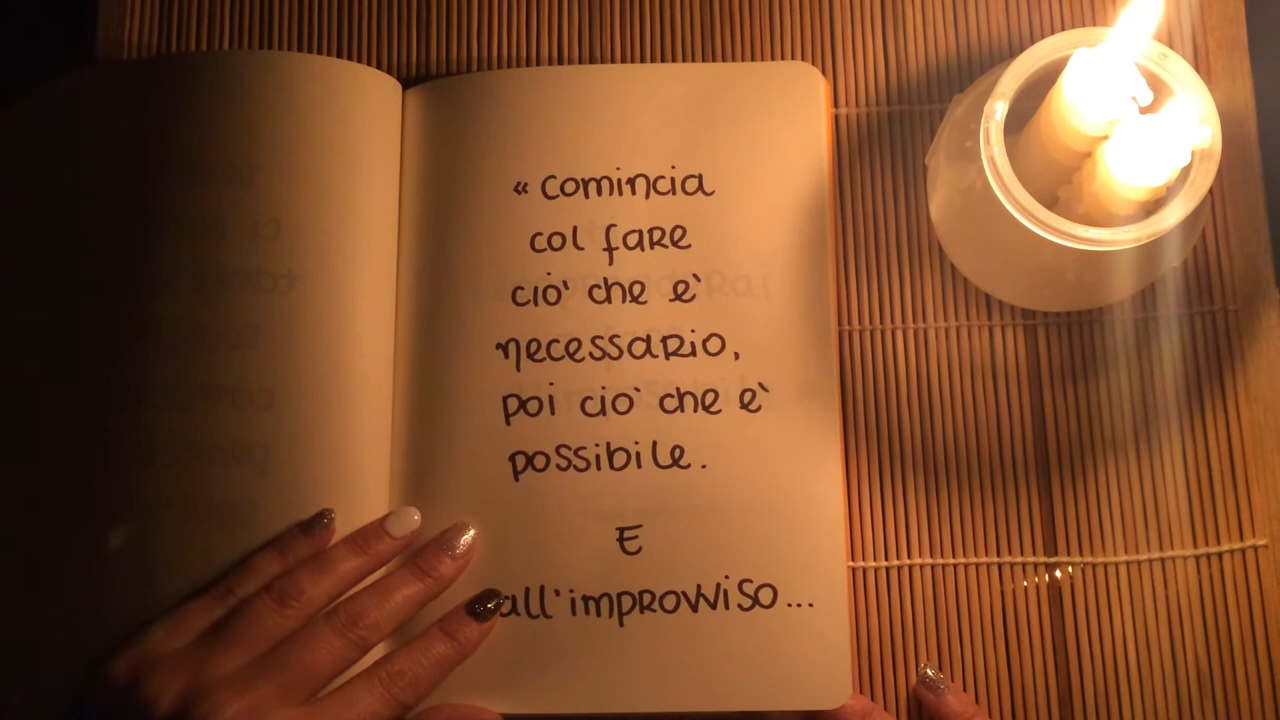 « comincia
col fare
ciò che è
necessario,
poi ciò che è
possibile.
E
all'improvviso...